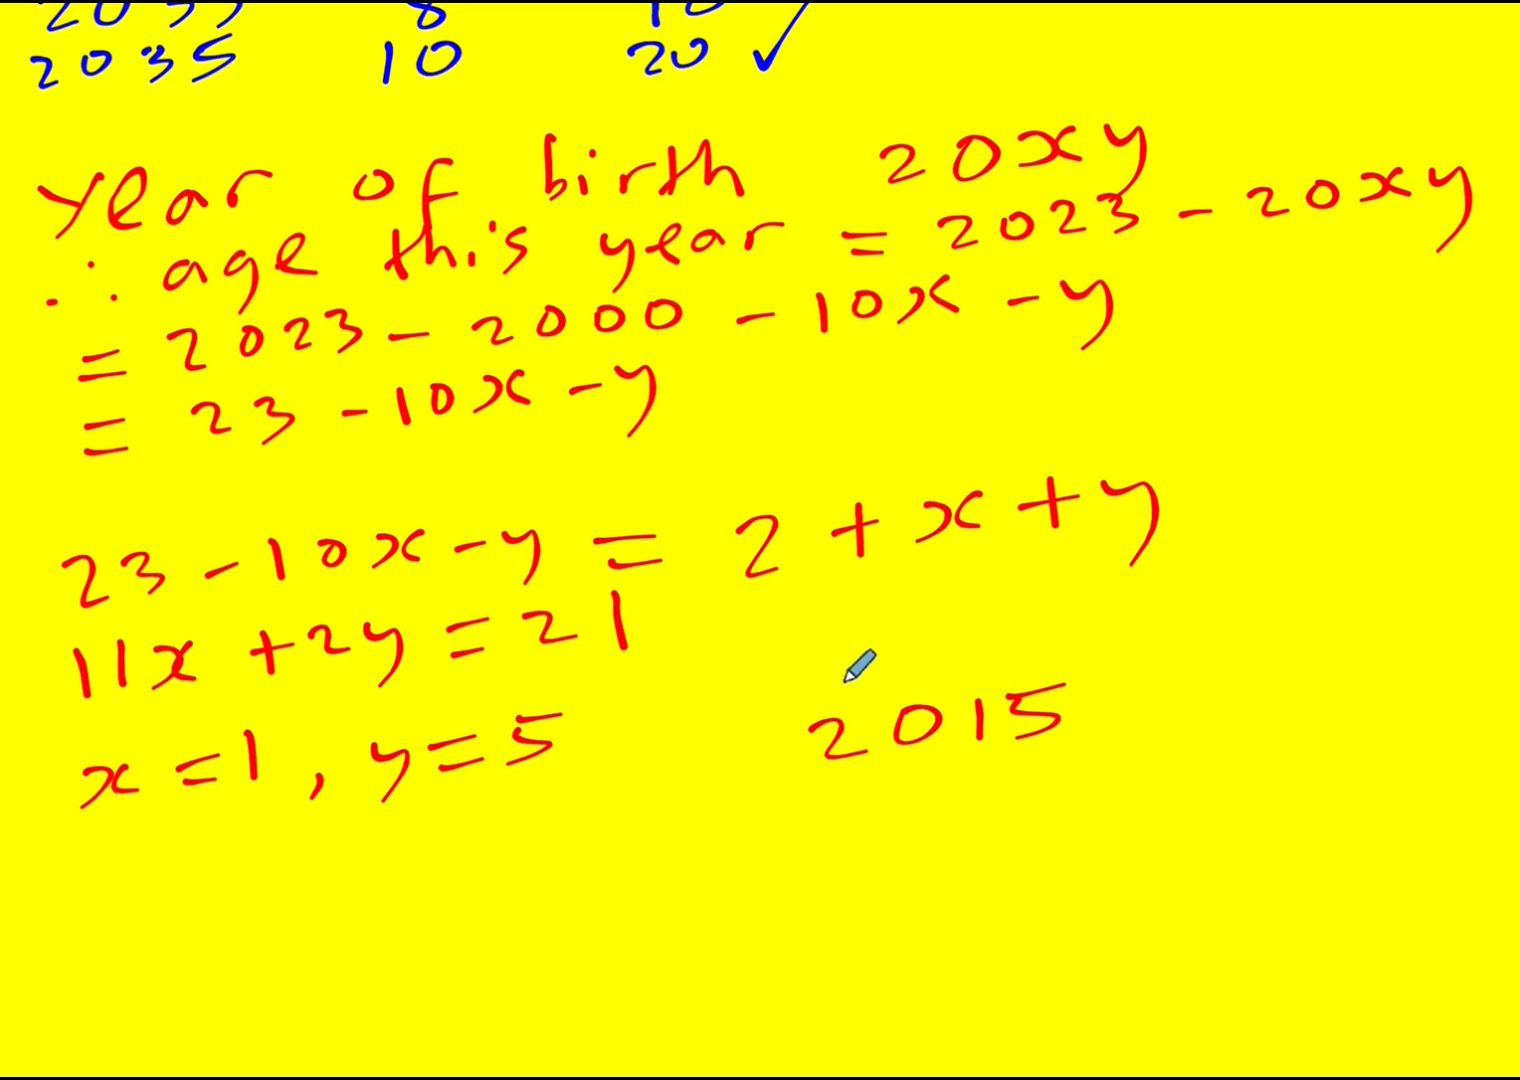 2035 10 20 ✓
Year of birth 20xy
∴ age this year = 2023 - 20xy
= 2023 - 2000 - 10x - y
= 23 - 10x - y
23 - 10x - y = 2 + x + y
11x + 2y = 21
x = 1, y = 5 2015